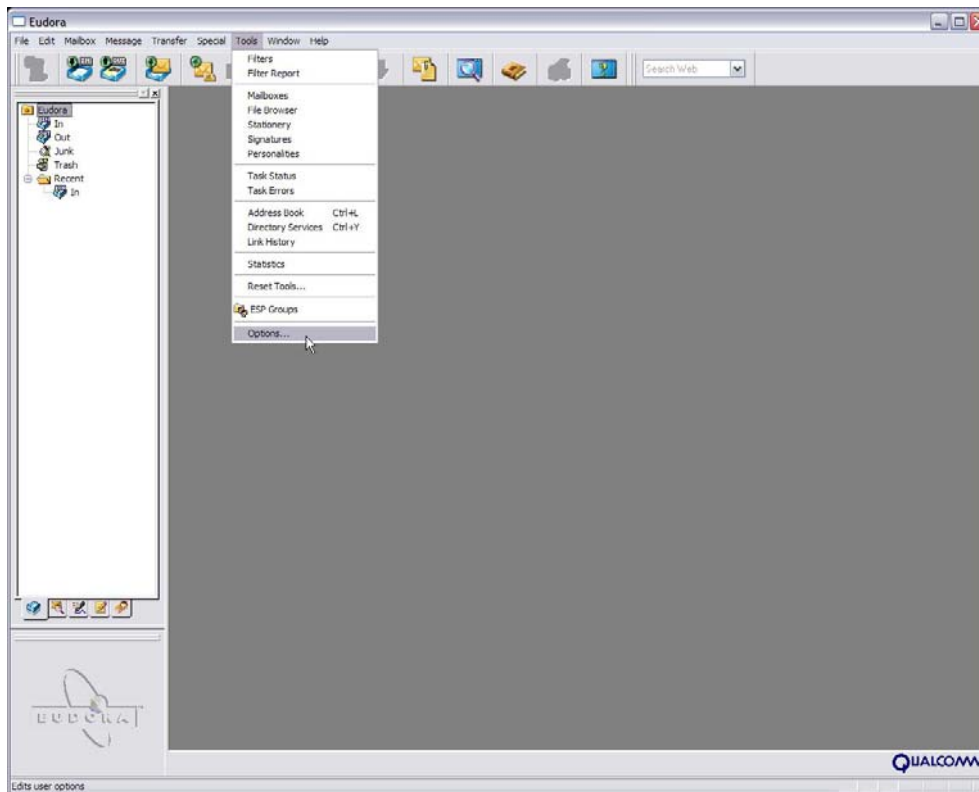 Eudora
File Edit Mailbox Message Transfer Special Tools Window Help
Search Web
Filters
Filter Report
Mailboxes
File Browser
Stationery
Signatures
Personalities
Task Status
Task Errors
Address Book Ctrl+L
Directory Services Ctrl+Y
Link History
Statistics
Reset Tools...
ESP Groups
Options...
Eudora
In
Out
Junk
Trash
Recent
In
EUDORA
QUALCOMM
Edits user options